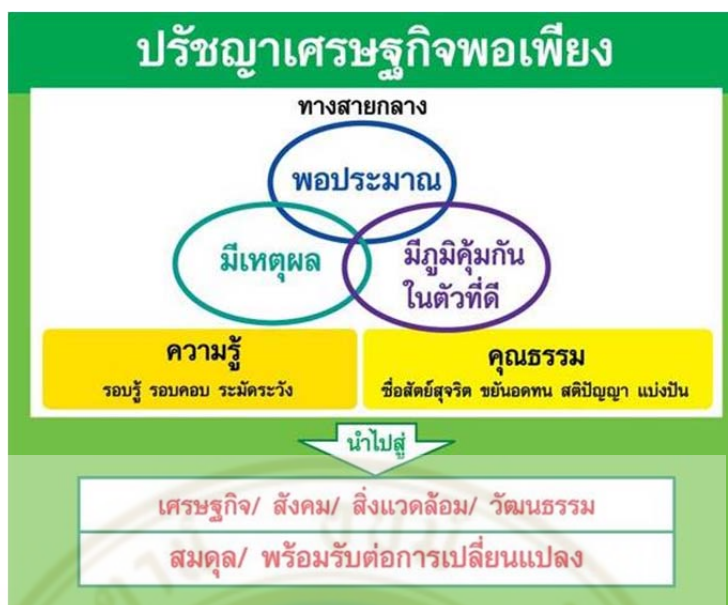 ปรัชญาเศรษฐกิจพอเพียง
ทางสายกลาง
พอประมาณ
มีเหตุผล
มีภูมิคุ้มกัน
ในตัวที่ดี
ความรู้
รอบรู้ รอบคอบ ระมัดระวัง
คุณธรรม
ซื่อสัตย์สุจริต ขยันอดทน สติปัญญา แบ่งปัน
นำไปสู่
เศรษฐกิจ/ สังคม/ สิ่งแวดล้อม/ วัฒนธรรม
สมดุล/ พร้อมรับต่อการเปลี่ยนแปลง